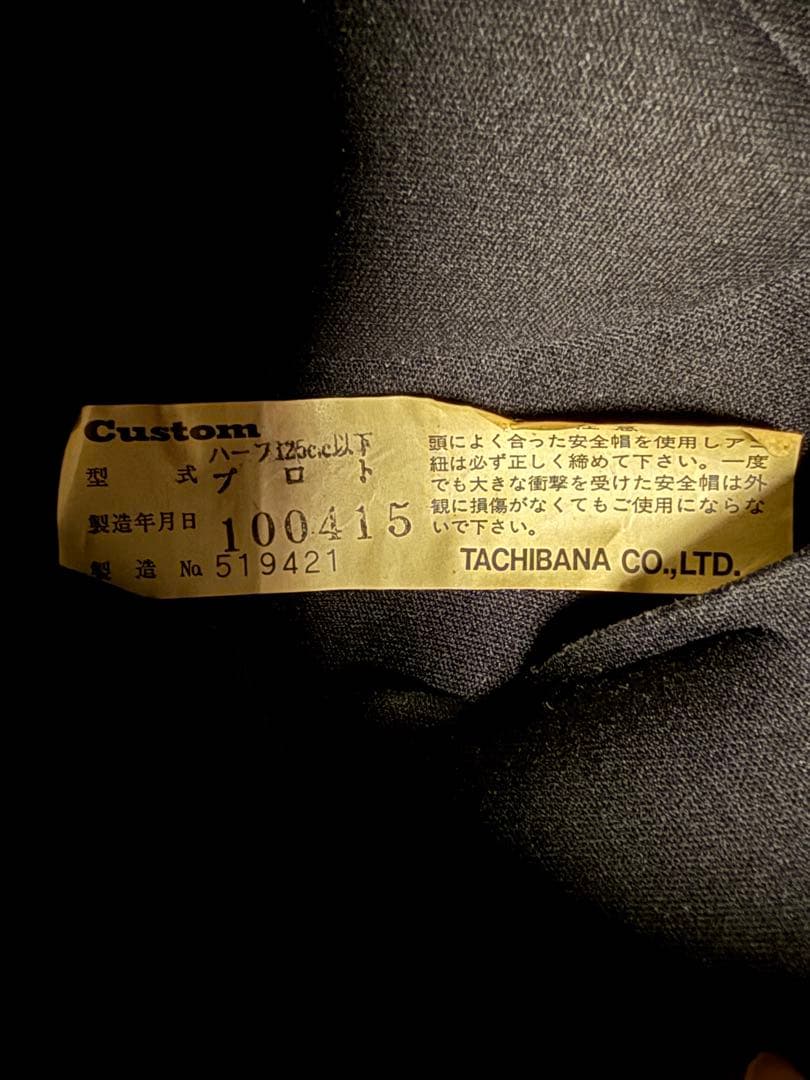 Custom
ハーフ125c.c以下
型 式 プ ロ ト
製造年月日 100415
製 造 № 519421
頭によく合った安全帽を使用しアゴ
紐は必ず正しく締めて下さい。一度
でも大きな衝撃を受けた安全帽は外
観に損傷がなくてもご使用にならな
いで下さい。
TACHIBANA CO.,LTD.